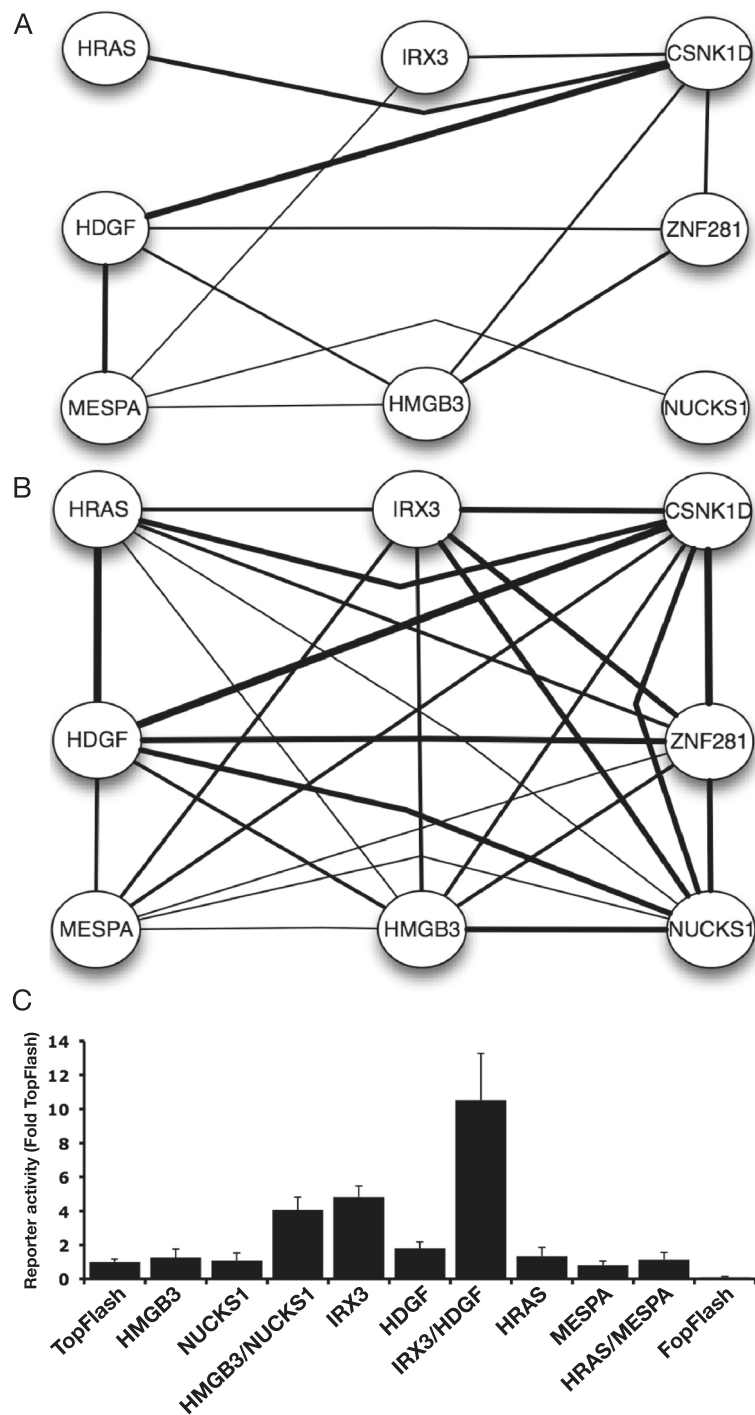 A
HRAS
IRX3
CSNK1D
HDGF
ZNF281
MESPA
HMGB3
NUCKS1
B
HRAS
IRX3
CSNK1D
HDGF
ZNF281
MESPA
HMGB3
NUCKS1
C
Reporter activity (Fold TopFlash)
14
12
10
8
6
4
2
0
TopFlash
HMGB3
NUCKS1
HMGB3/NUCKS1
IRX3
HDGF
IRX3/HDGF
HRAS
MESPA
HRAS/MESPA
FopFlash